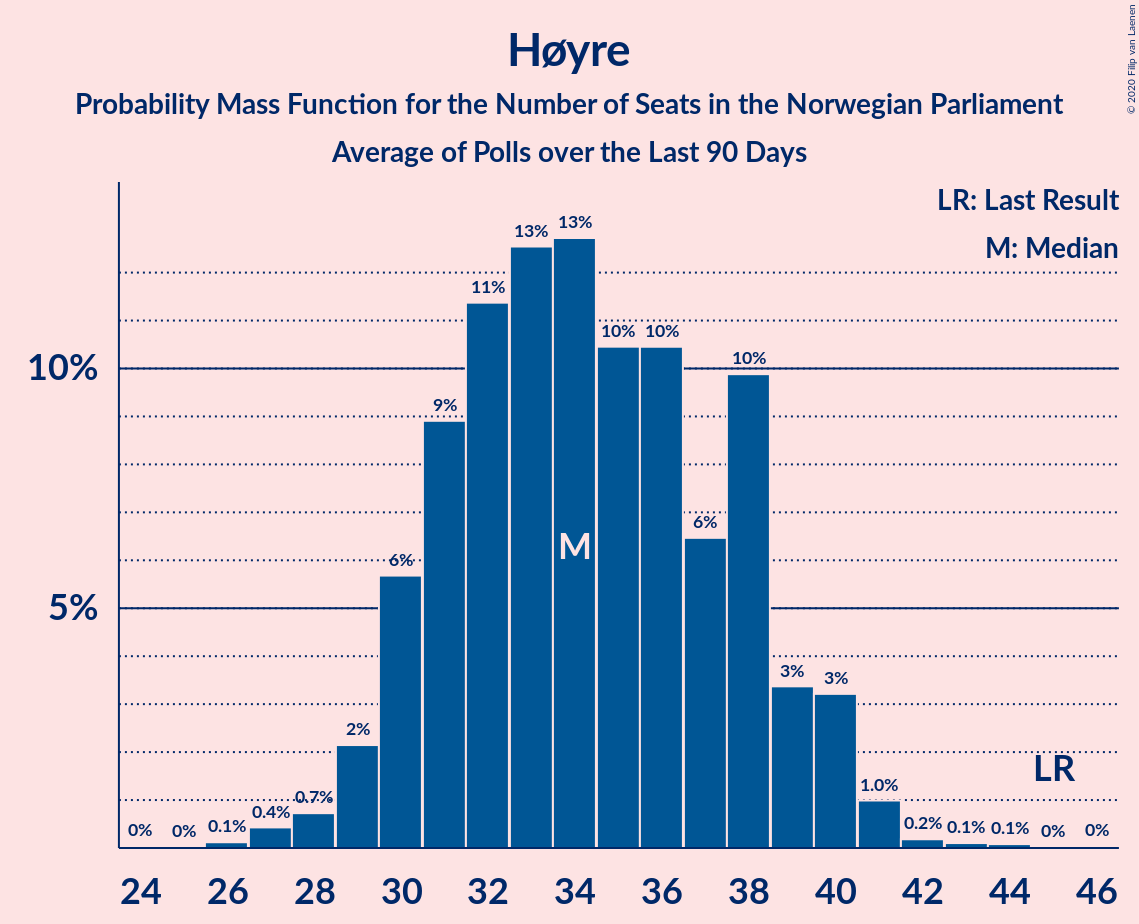 Høyre
Probability Mass Function for the Number of Seats in the Norwegian Parliament
Average of Polls over the Last 90 Days
© 2020 Filip van Laenen
LR: Last Result
M: Median
10%
5%
0%
0%
0.1%
0.4%
0.7%
2%
6%
9%
11%
13%
13%
10%
10%
6%
10%
3%
3%
1.0%
0.2%
0.1%
0.1%
0%
0%
M
LR
24 26 28 30 32 34 36 38 40 42 44 46